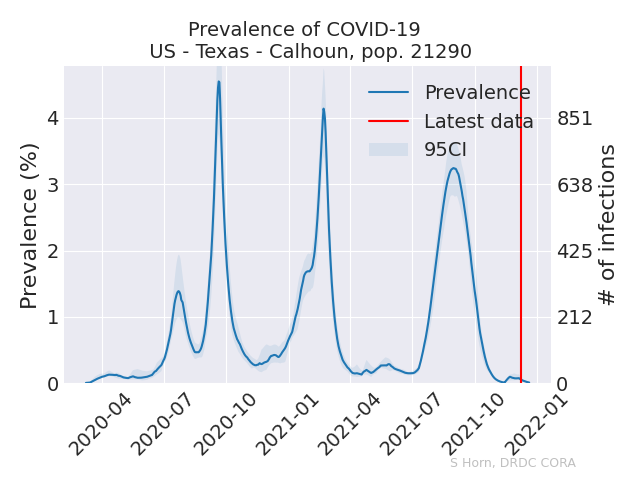 Prevalence of COVID-19
US - Texas - Calhoun, pop. 21290
Prevalence
Latest data
95CI
Prevalence (%)
4
3
2
1
0
851
638
425
212
0
# of infections
2020-04
2020-07
2020-10
2021-01
2021-04
2021-07
2021-10
2022-01
S Horn, DRDC CORA